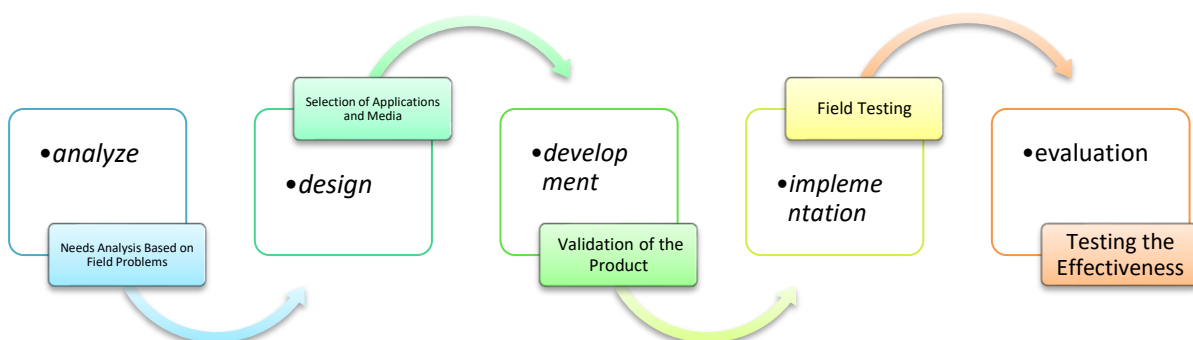 •analyze
Needs Analysis Based on
Field Problems
Selection of Applications
and Media
•design
•develop
ment
Validation of the
Product
Field Testing
•impleme
ntation
•evaluation
Testing the
Effectiveness